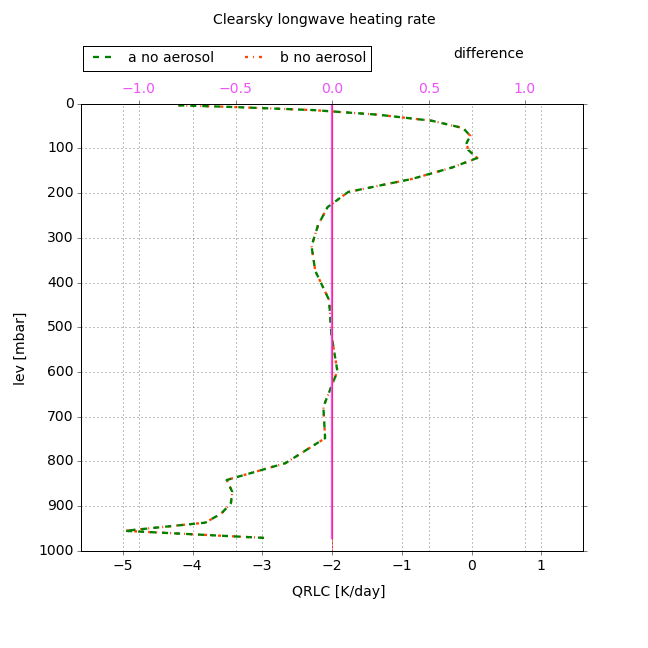 Clearsky longwave heating rate
a no aerosol b no aerosol difference
−1.0 −0.5 0.0 0.5 1.0
0
100
200
300
400
500
600
700
800
900
1000
lev [mbar]
−5 −4 −3 −2 −1 0 1
QRLC [K/day]